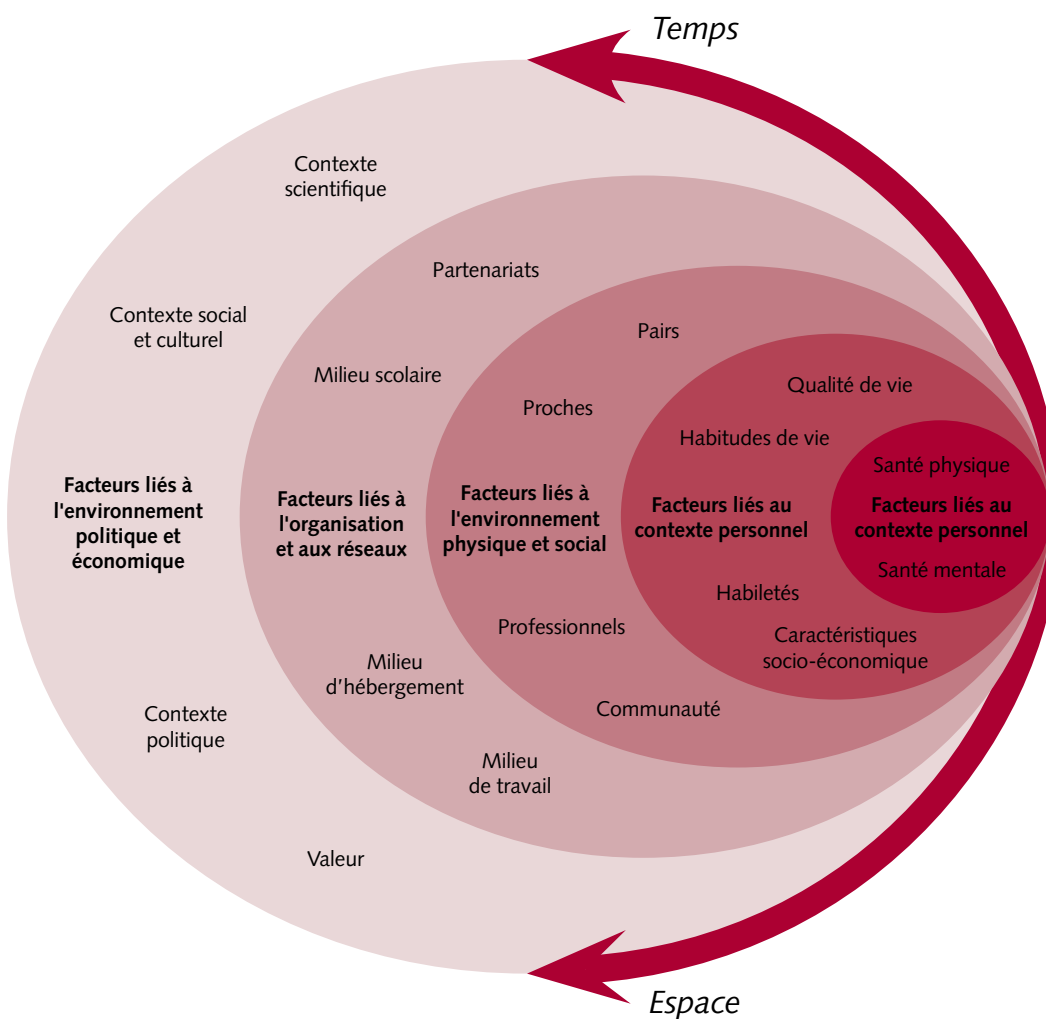 Temps
Contexte
scientifique
Partenariats
Contexte social
et culturel
Pairs
Milieu scolaire
Qualité de vie
Proches
Habitudes de vie
Santé physique
Facteurs liés à
l'environnement
politique et
économique
Facteurs liés à
l'organisation
et aux réseaux
Facteurs liés à
l'environnement
physique et social
Facteurs liés au
contexte personnel
Facteurs liés au
contexte personnel
Santé mentale
Habiletés
Professionnels
Caractéristiques
socio-économique
Milieu
d'hébergement
Communauté
Contexte
politique
Milieu
de travail
Valeur
Espace